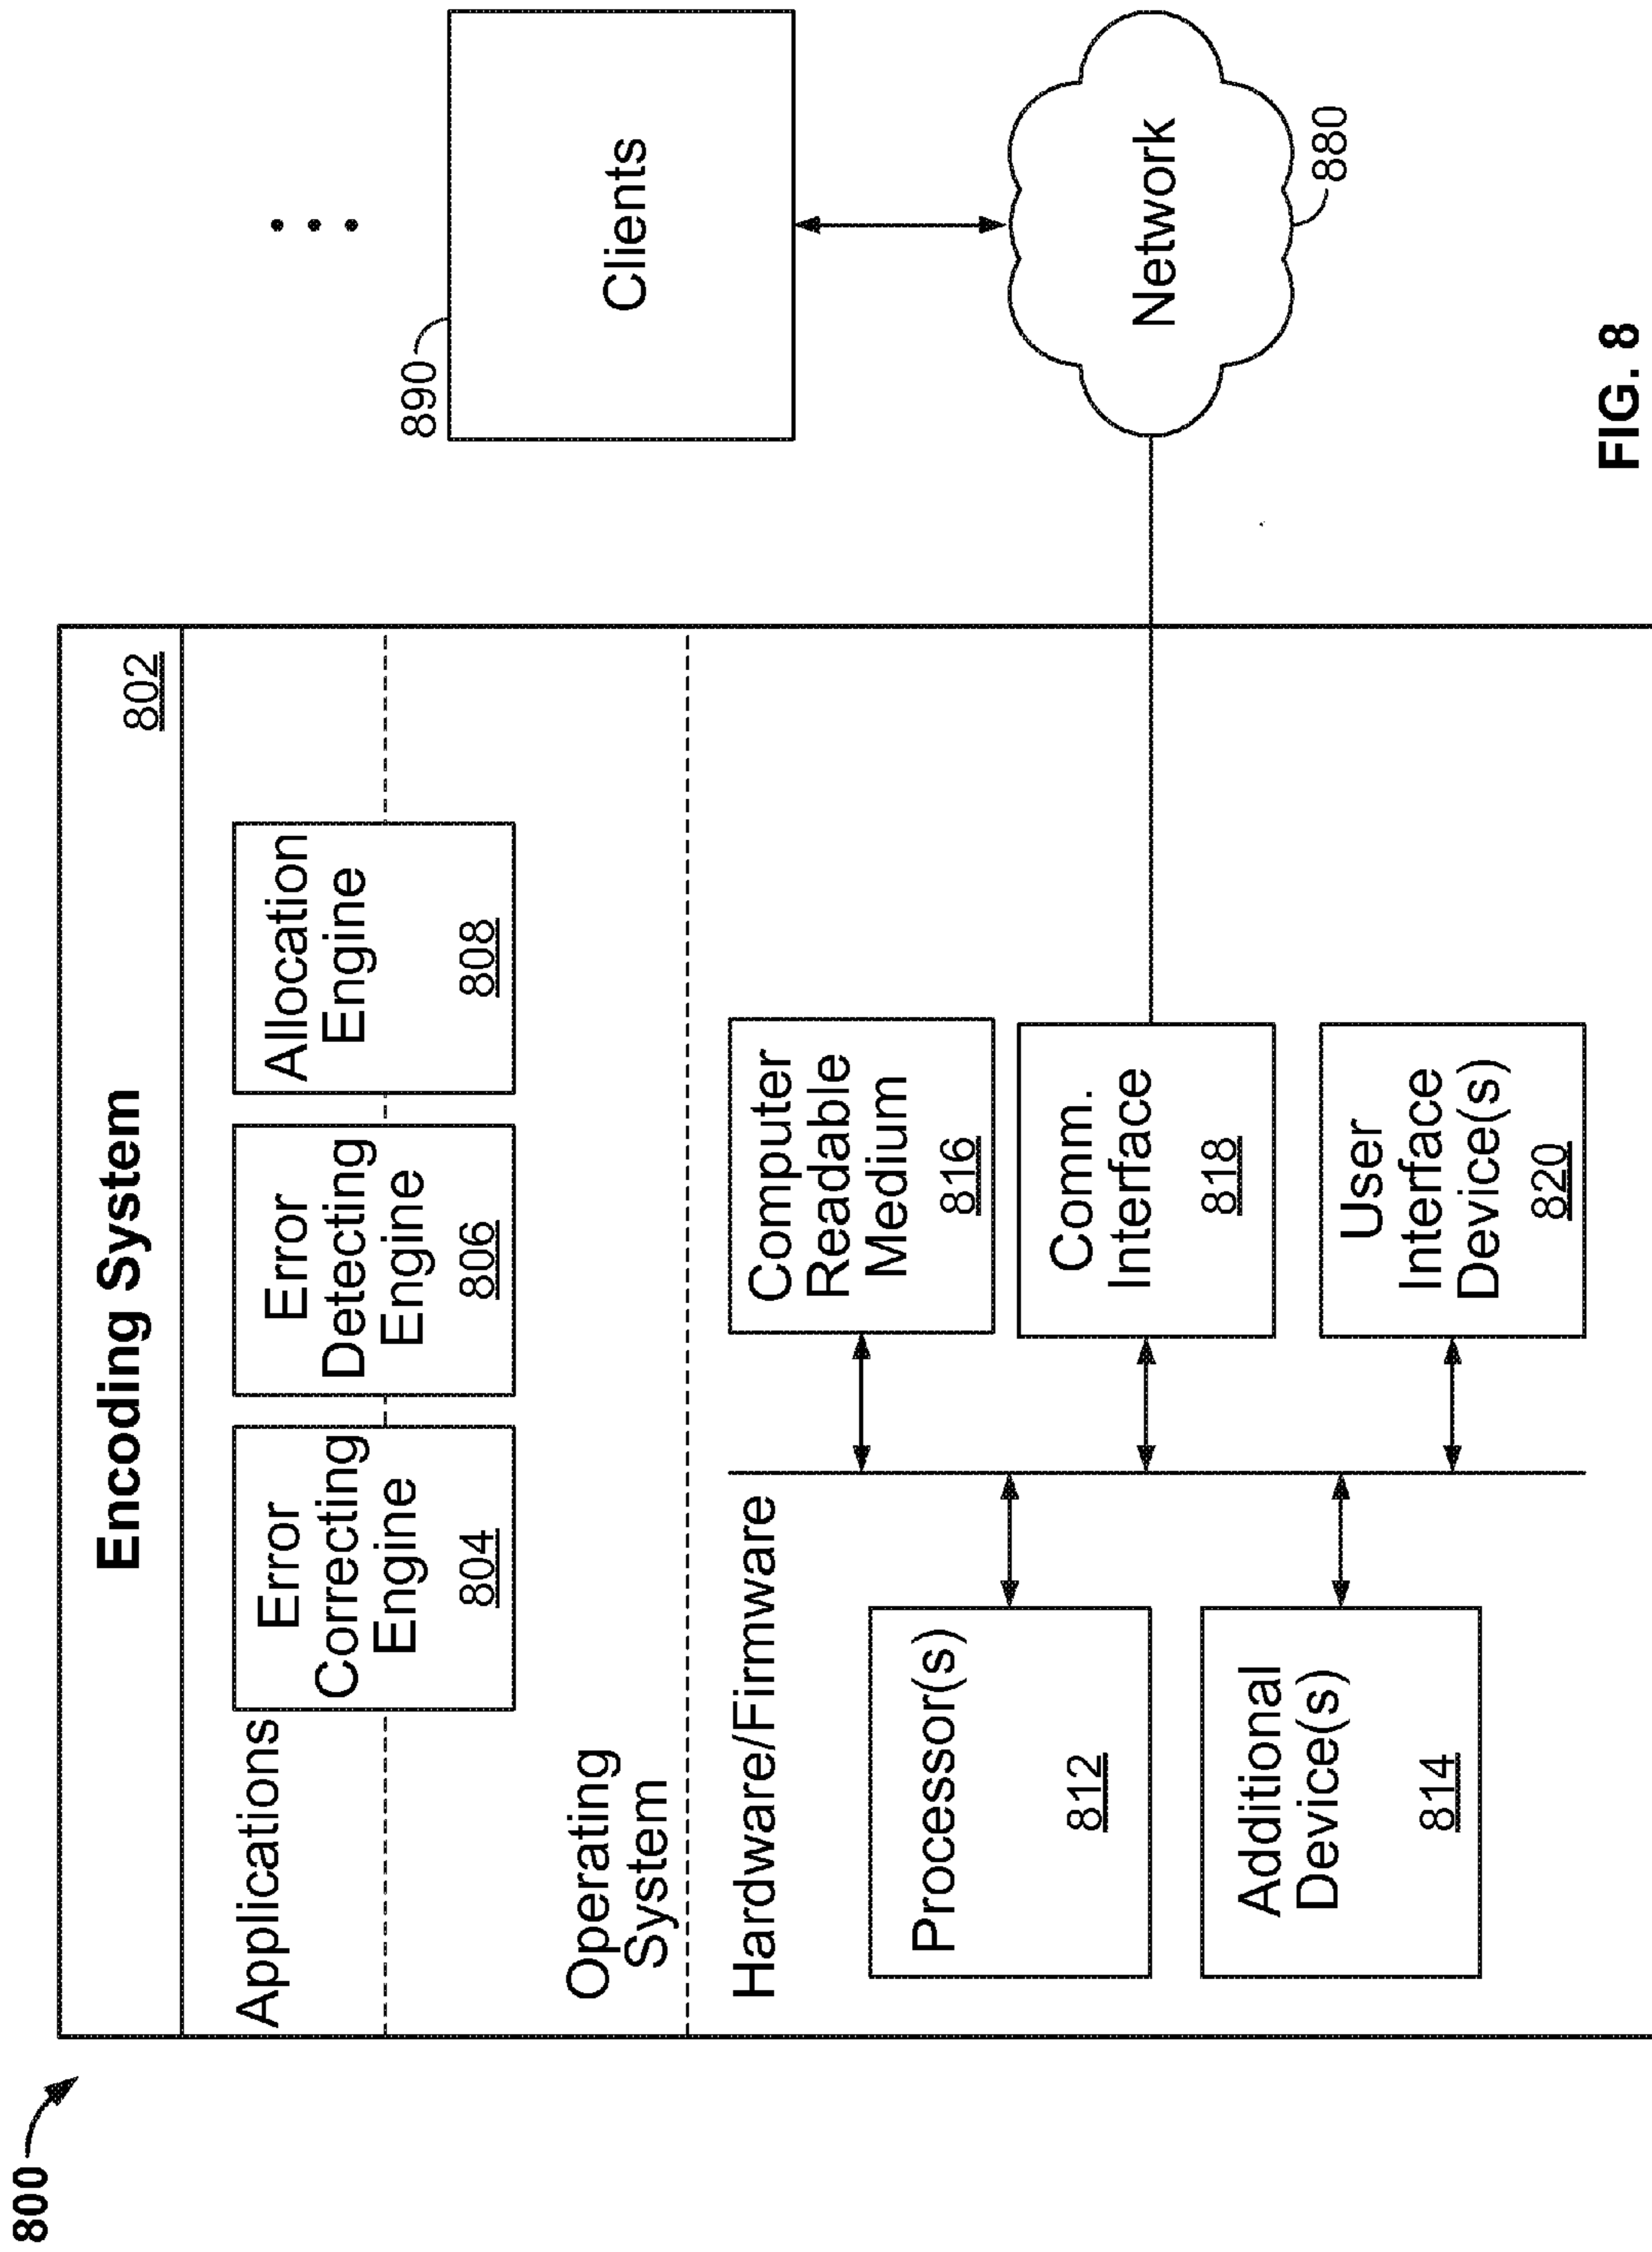 800
Encoding System
802
Applications
Error
Correcting
Engine
804
Error
Detecting
Engine
806
Allocation
Engine
808
Operating
System
Hardware/Firmware
Processor(s)
812
Additional
Device(s)
814
Computer
Readable
Medium
816
Comm.
Interface
818
User
Interface
Device(s)
820
890
Clients
Network
880
FIG. 8